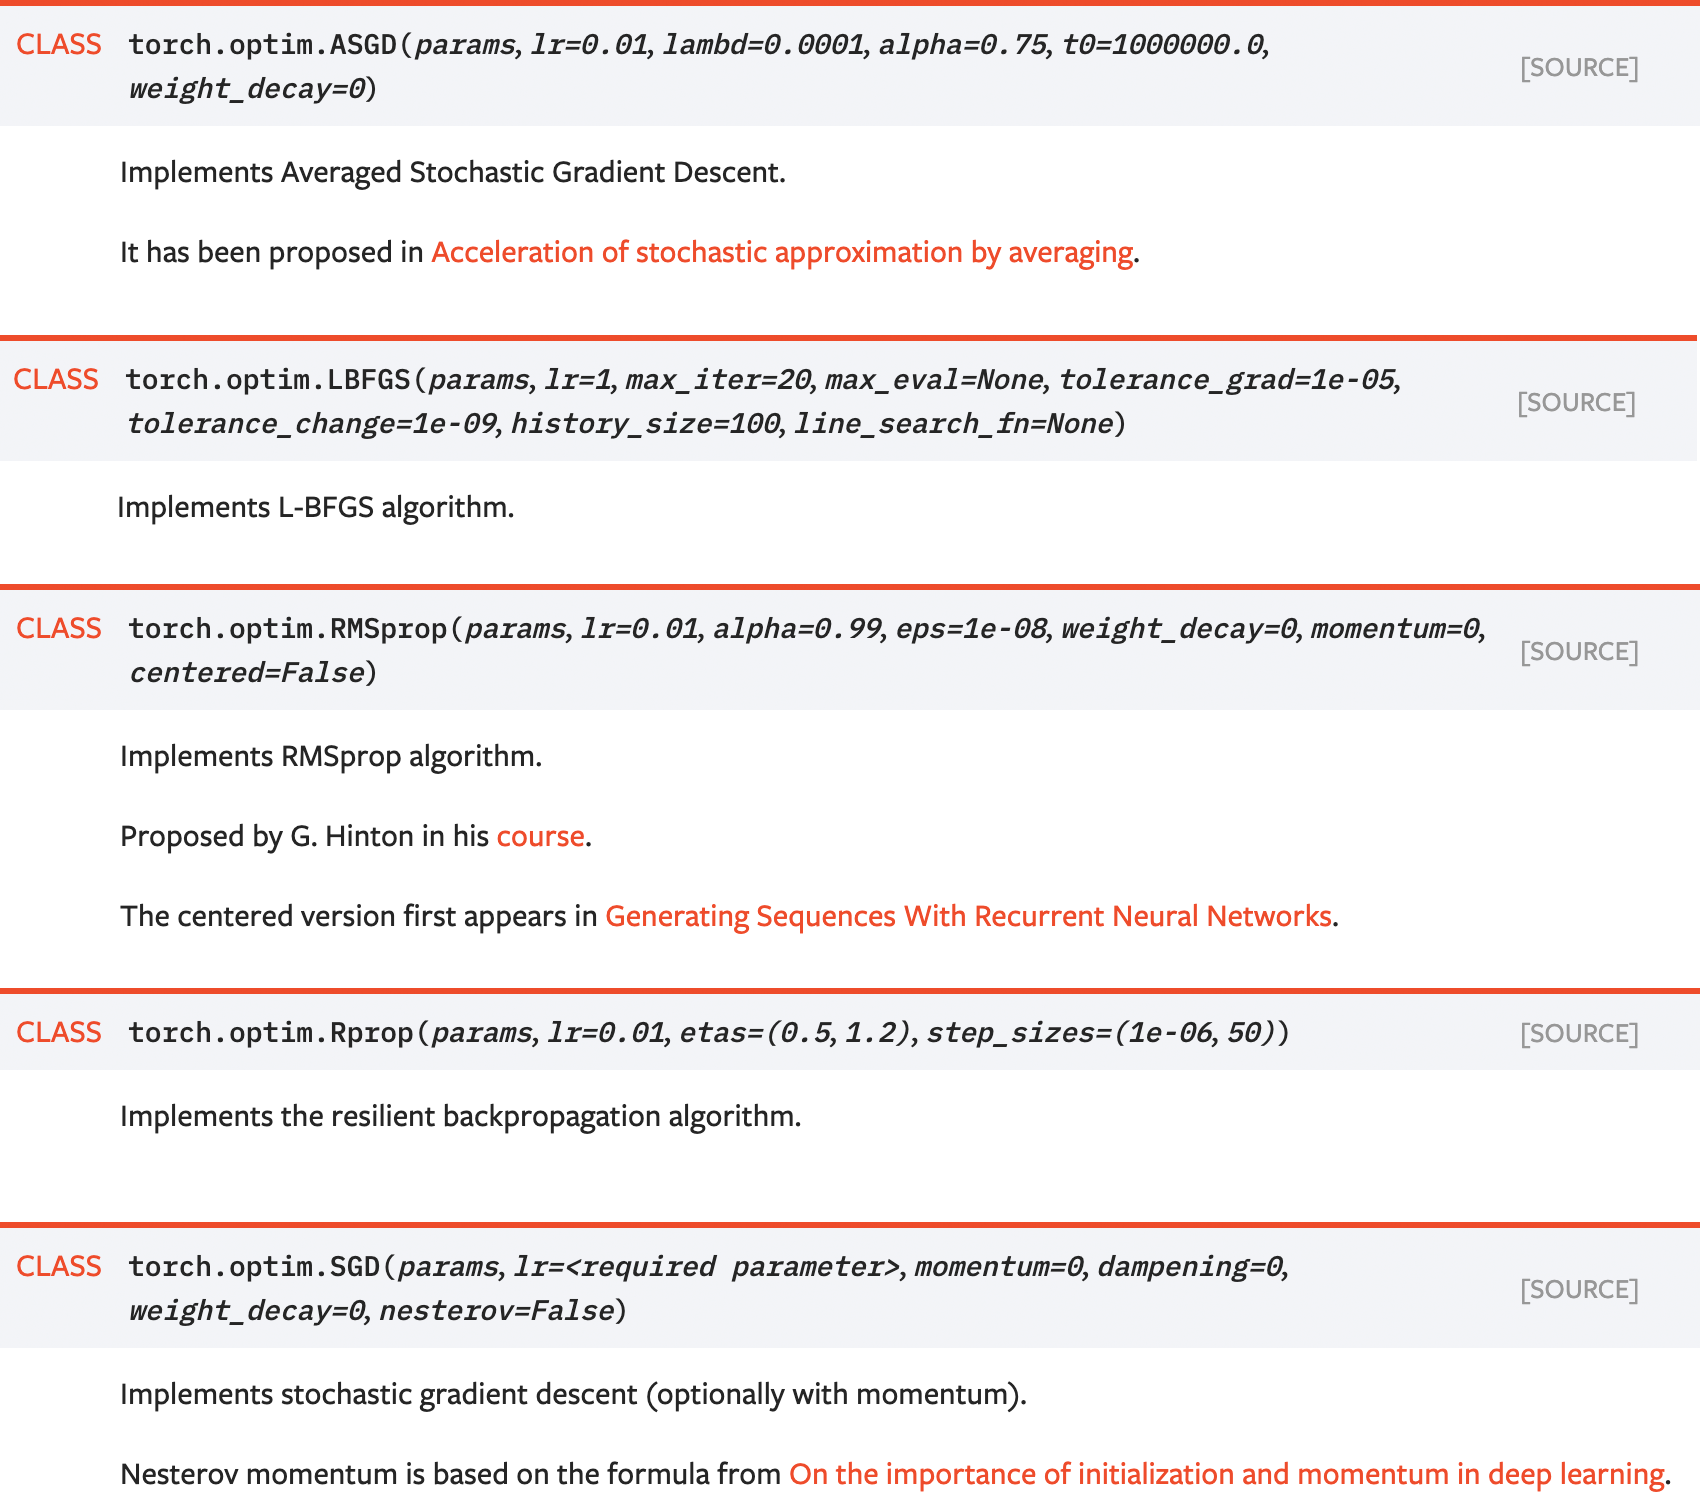 CLASS torch.optim.ASGD(params, lr=0.01, lambd=0.0001, alpha=0.75, t0=1000000.0,
weight_decay=0) [SOURCE]
Implements Averaged Stochastic Gradient Descent.
It has been proposed in Acceleration of stochastic approximation by averaging.
CLASS torch.optim.LBFGS(params, lr=1, max_iter=20, max_eval=None, tolerance_grad=1e-05,
tolerance_change=1e-09, history_size=100, line_search_fn=None) [SOURCE]
Implements L-BFGS algorithm.
CLASS torch.optim.RMSprop(params, lr=0.01, alpha=0.99, eps=1e-08, weight_decay=0, momentum=0,
centered=False) [SOURCE]
Implements RMSprop algorithm.
Proposed by G. Hinton in his course.
The centered version first appears in Generating Sequences With Recurrent Neural Networks.
CLASS torch.optim.Rprop(params, lr=0.01, etas=(0.5, 1.2), step_sizes=(1e-06, 50)) [SOURCE]
Implements the resilient backpropagation algorithm.
CLASS torch.optim.SGD(params, lr=<required parameter>, momentum=0, dampening=0,
weight_decay=0, nesterov=False) [SOURCE]
Implements stochastic gradient descent (optionally with momentum).
Nesterov momentum is based on the formula from On the importance of initialization and momentum in deep learning.